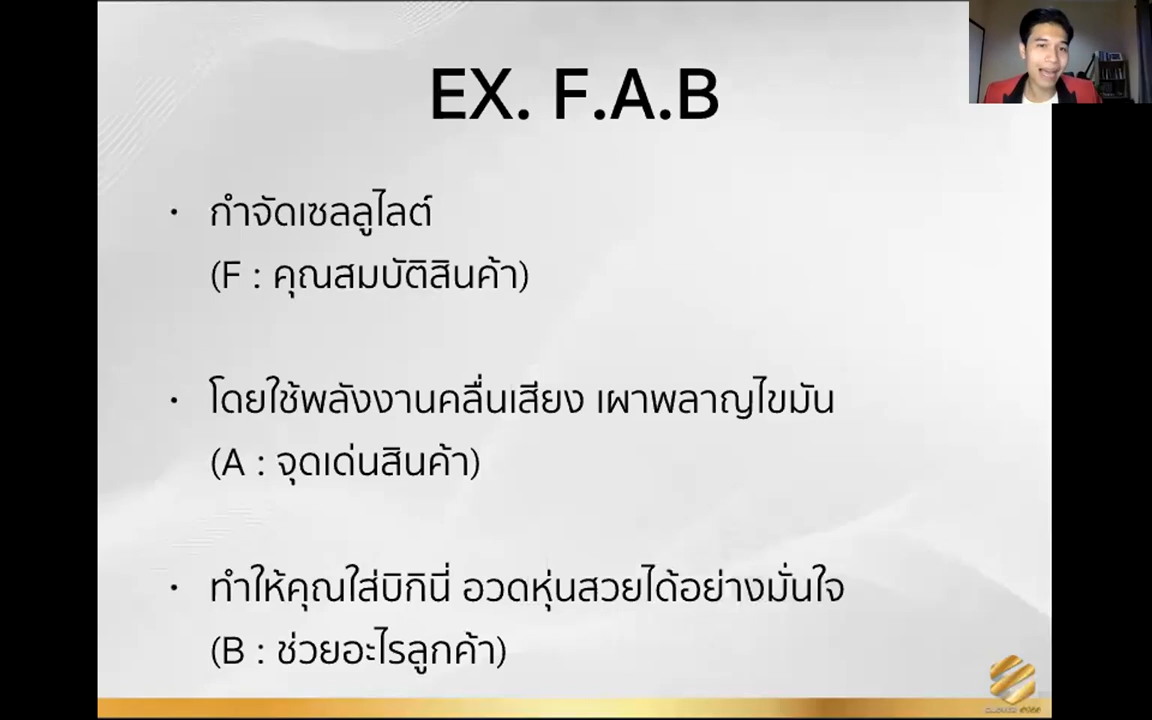 EX. F.A.B
• กำจัดเซลลูไลต์
(F : คุณสมบัติสินค้า)
• โดยใช้พลังงานคลื่นเสียง เผาพลาญไขมัน
(A : จุดเด่นสินค้า)
• ทำให้คุณใส่บิกินี่ อวดหุ่นสวยได้อย่างมั่นใจ
(B : ช่วยอะไรลูกค้า)